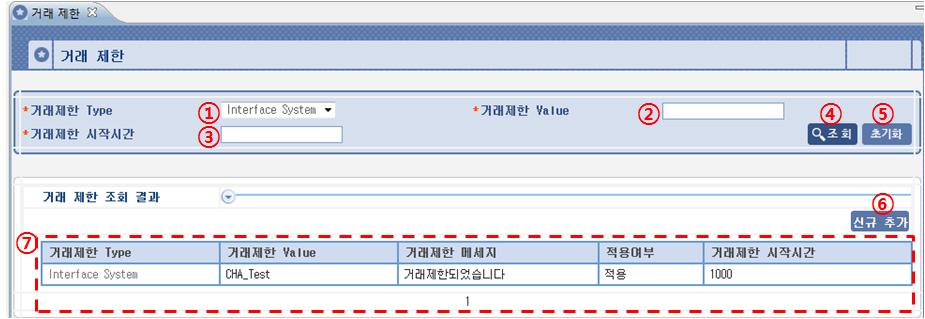 거래 제한
거래 제한
*거래제한 Type ① Interface System *거래제한 Value ②
*거래제한 시작시간 ③ ④ 조회 ⑤ 초기화
거래 제한 조회 결과
⑥
신규 추가
⑦ 거래제한 Type 거래제한 Value 거래제한 메세지 적용여부 거래제한 시작시간
Interface System CHA_Test 거래제한되었습니다 적용 1000
1